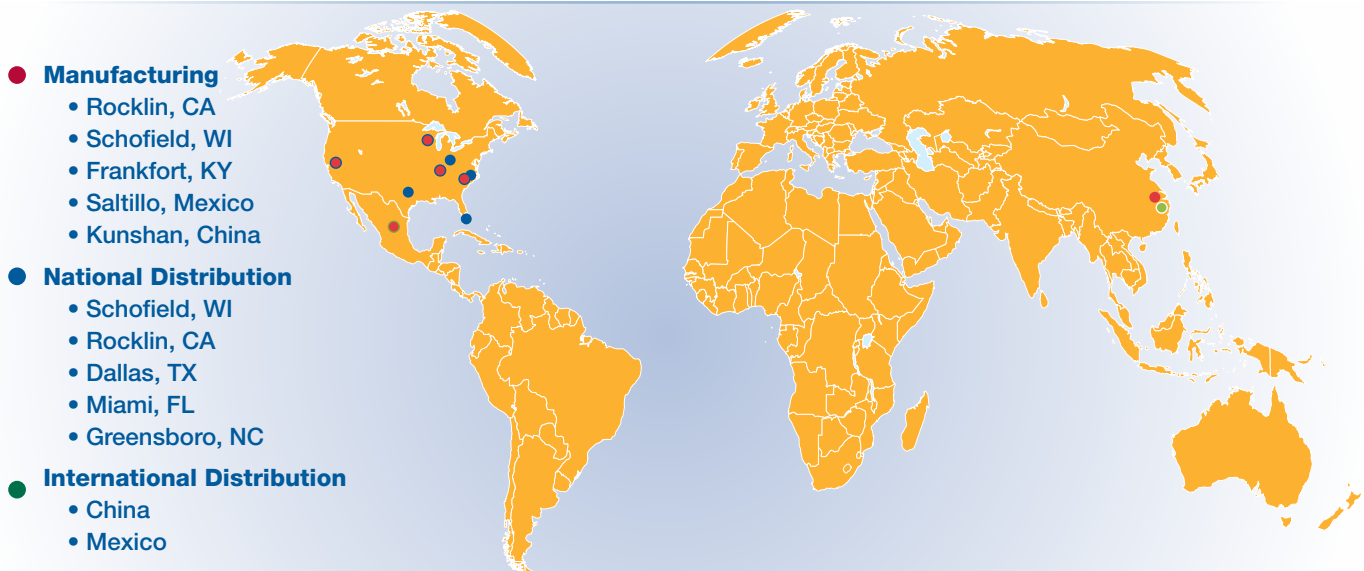 Manufacturing
• Rocklin, CA
• Schofield, WI
• Frankfort, KY
• Saltillo, Mexico
• Kunshan, China
National Distribution
• Schofield, WI
• Rocklin, CA
• Dallas, TX
• Miami, FL
• Greensboro, NC
International Distribution
• China
• Mexico